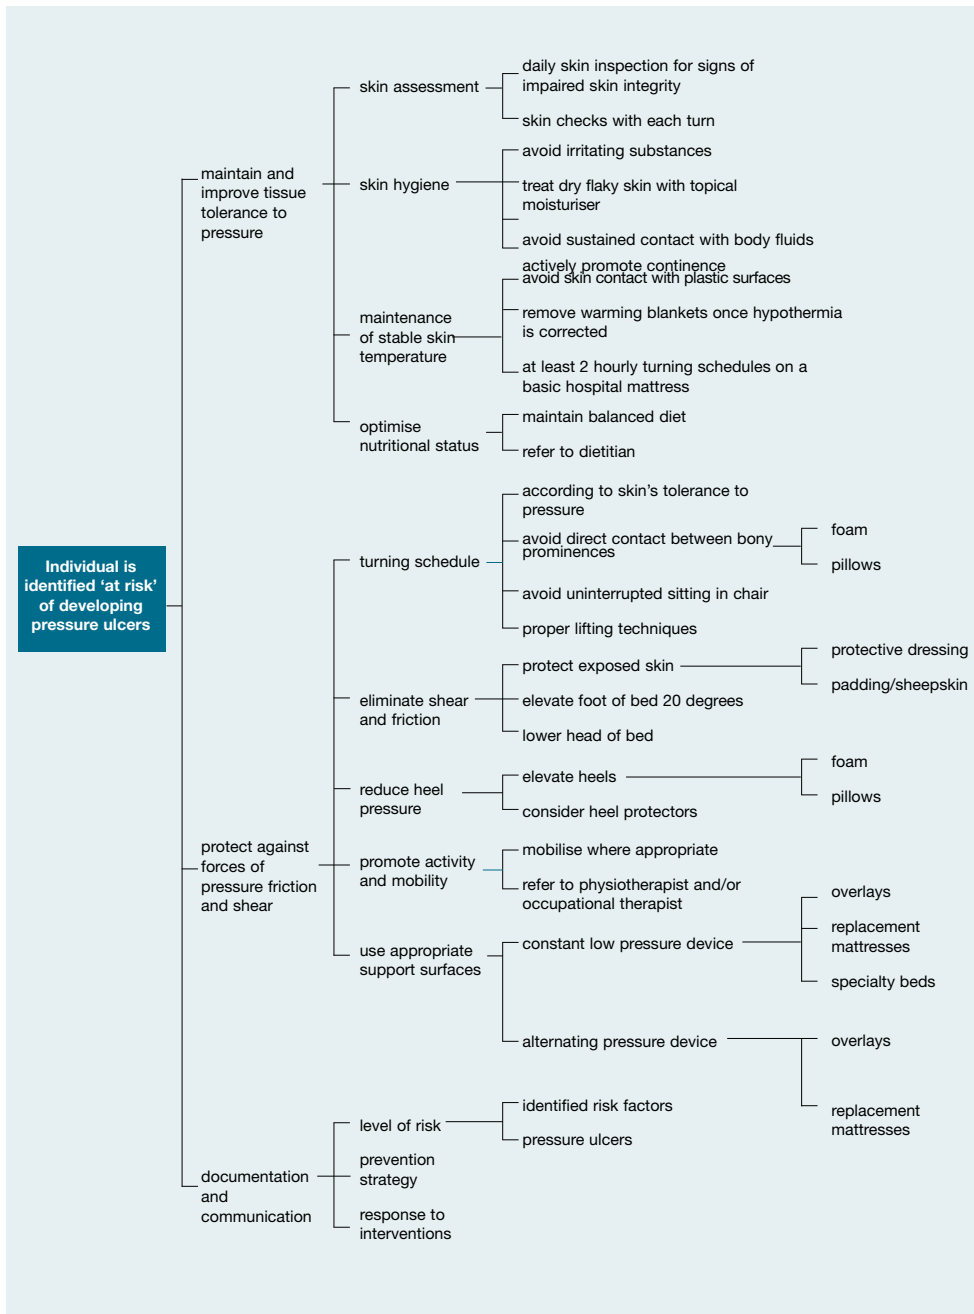 Individual is
identified ‘at risk’
of developing
pressure ulcers
maintain and
improve tissue
tolerance to
pressure
skin assessment
daily skin inspection for signs of
impaired skin integrity
skin checks with each turn
skin hygiene
avoid irritating substances
treat dry flaky skin with topical
moisturiser
avoid sustained contact with body fluids
actively promote continence
maintenance
of stable skin
temperature
avoid skin contact with plastic surfaces
remove warming blankets once hypothermia
is corrected
at least 2 hourly turning schedules on a
basic hospital mattress
optimise
nutritional status
maintain balanced diet
refer to dietitian
protect against
forces of
pressure friction
and shear
turning schedule
according to skin’s tolerance to
pressure
avoid direct contact between bony
prominences
foam
pillows
avoid uninterrupted sitting in chair
proper lifting techniques
eliminate shear
and friction
protect exposed skin
protective dressing
padding/sheepskin
elevate foot of bed 20 degrees
lower head of bed
reduce heel
pressure
elevate heels
foam
pillows
consider heel protectors
promote activity
and mobility
mobilise where appropriate
refer to physiotherapist and/or
occupational therapist
use appropriate
support surfaces
constant low pressure device
overlays
replacement
mattresses
specialty beds
alternating pressure device
overlays
replacement
mattresses
documentation
and
communication
level of risk
identified risk factors
pressure ulcers
prevention
strategy
response to
interventions